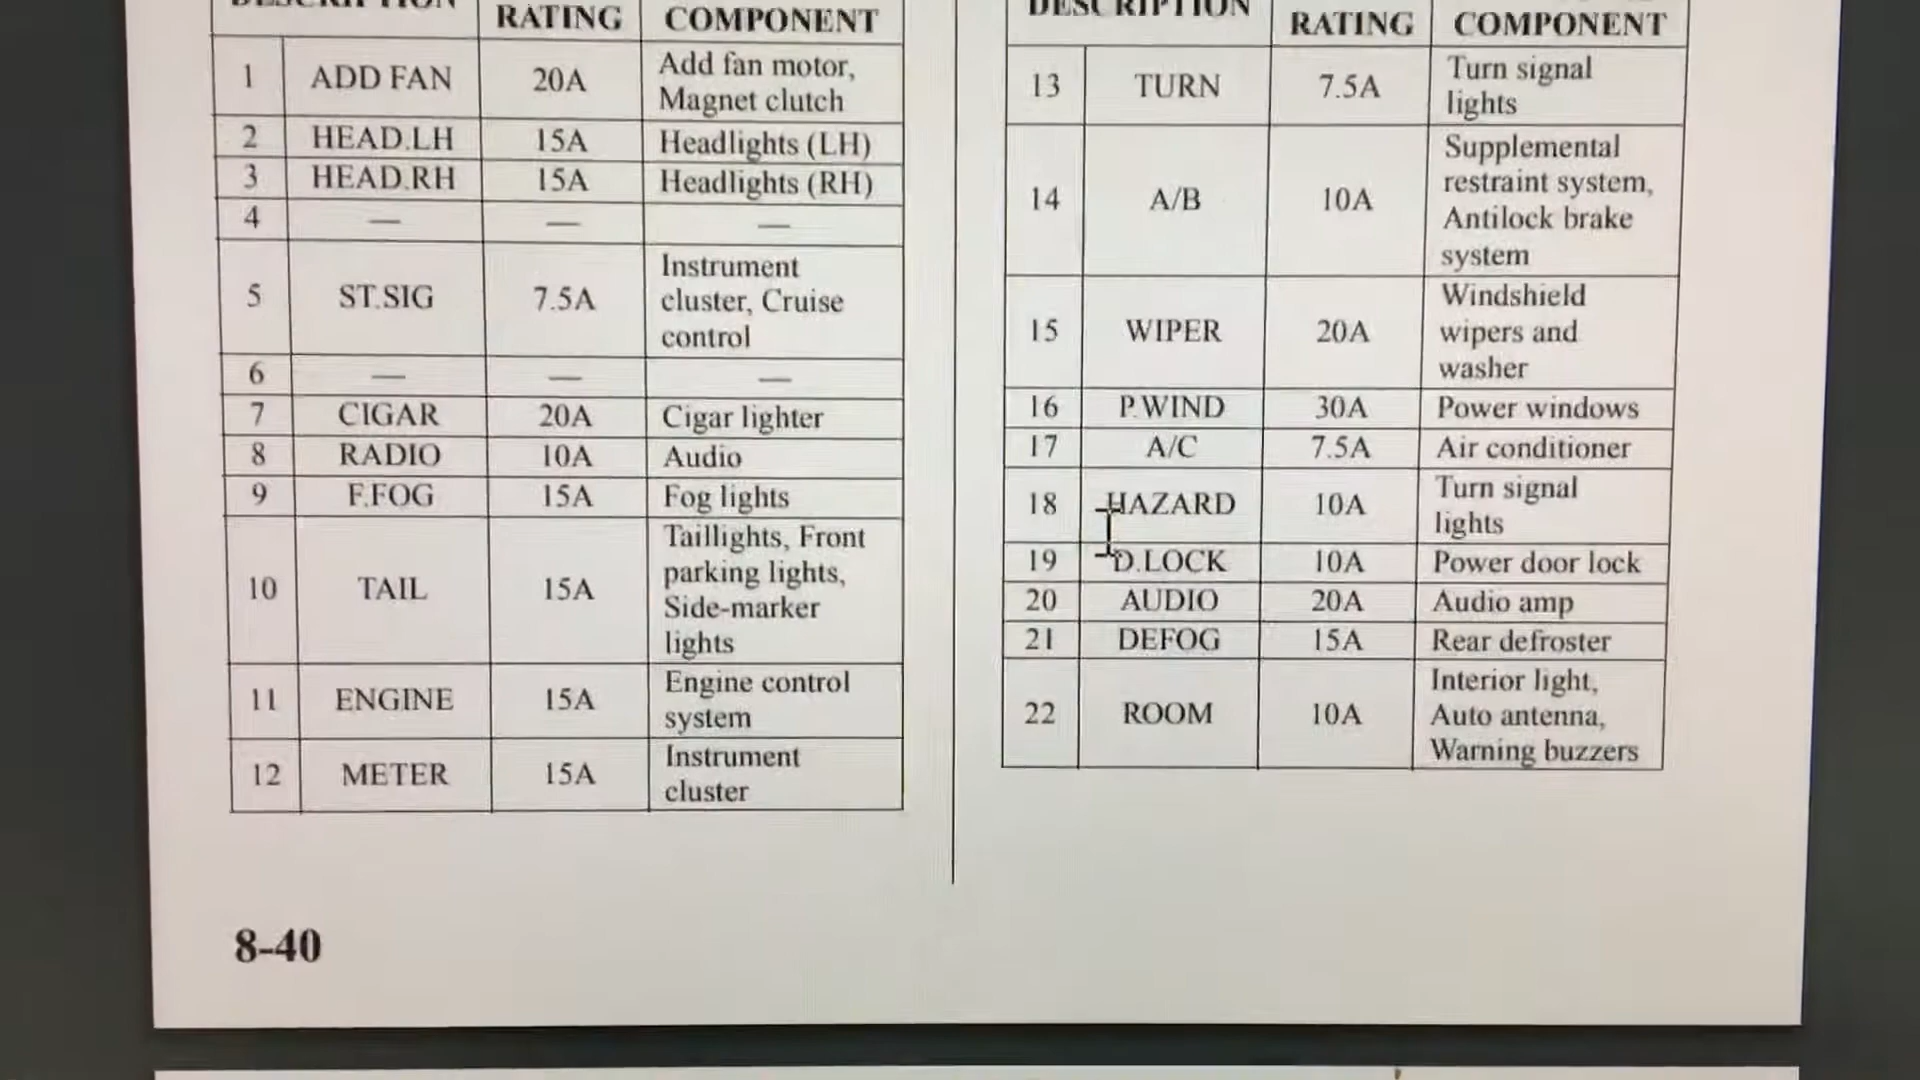 DESCRIPTION RATING COMPONENT
1 ADD FAN 20A Add fan motor,
Magnet clutch
2 HEAD.LH 15A Headlights (LH)
3 HEAD.RH 15A Headlights (RH)
4 — — —
5 ST.SIG 7.5A Instrument
cluster, Cruise
control
6 — — —
7 CIGAR 20A Cigar lighter
8 RADIO 10A Audio
9 F.FOG 15A Fog lights
10 TAIL 15A Taillights, Front
parking lights,
Side-marker
lights
11 ENGINE 15A Engine control
system
12 METER 15A Instrument
cluster
DESCRIPTION RATING COMPONENT
13 TURN 7.5A Turn signal
lights
14 A/B 10A Supplemental
restraint system,
Antilock brake
system
15 WIPER 20A Windshield
wipers and
washer
16 P.WIND 30A Power windows
17 A/C 7.5A Air conditioner
18 HAZARD 10A Turn signal
lights
19 D.LOCK 10A Power door lock
20 AUDIO 20A Audio amp
21 DEFOG 15A Rear defroster
22 ROOM 10A Interior light,
Auto antenna,
Warning buzzers
8-40